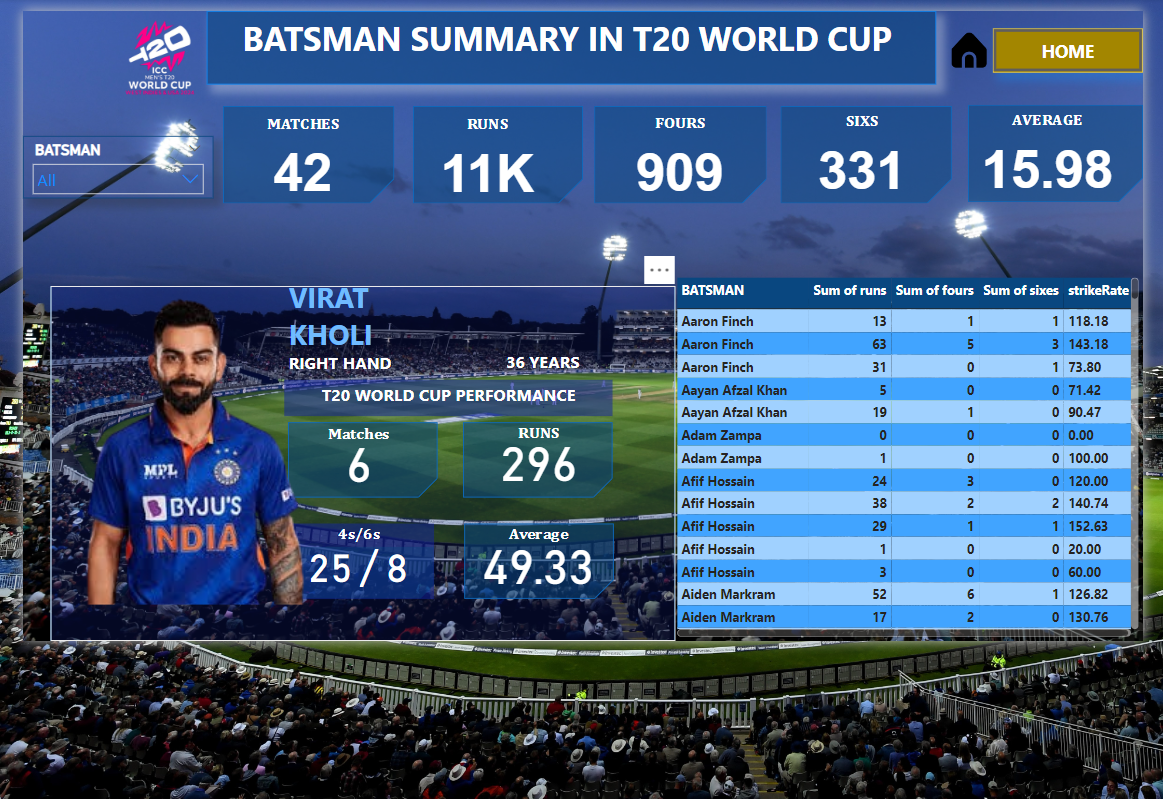 BATSMAN SUMMARY IN T20 WORLD CUP
T20
ICC
MEN'S T20
WORLD CUP
HOME
BATSMAN
All
MATCHES
42
RUNS
11K
FOURS
909
SIXS
331
AVERAGE
15.98
...
VIRAT
KHOLI
RIGHT HAND 36 YEARS
T20 WORLD CUP PERFORMANCE
Matches
6
RUNS
296
4s/6s
25/8
Average
49.33
MPL
BYJU'S
INDIA
BATSMAN Sum of runs Sum of fours Sum of sixes strikeRate
Aaron Finch 13 1 1 118.18
Aaron Finch 63 5 3 143.18
Aaron Finch 31 0 1 73.80
Aayan Afzal Khan 5 0 0 71.42
Aayan Afzal Khan 19 1 0 90.47
Adam Zampa 0 0 0 0.00
Adam Zampa 1 0 0 100.00
Afif Hossain 24 3 0 120.00
Afif Hossain 38 2 2 140.74
Afif Hossain 29 1 1 152.63
Afif Hossain 1 0 0 20.00
Afif Hossain 3 0 0 60.00
Aiden Markram 52 6 1 126.82
Aiden Markram 17 2 0 130.76